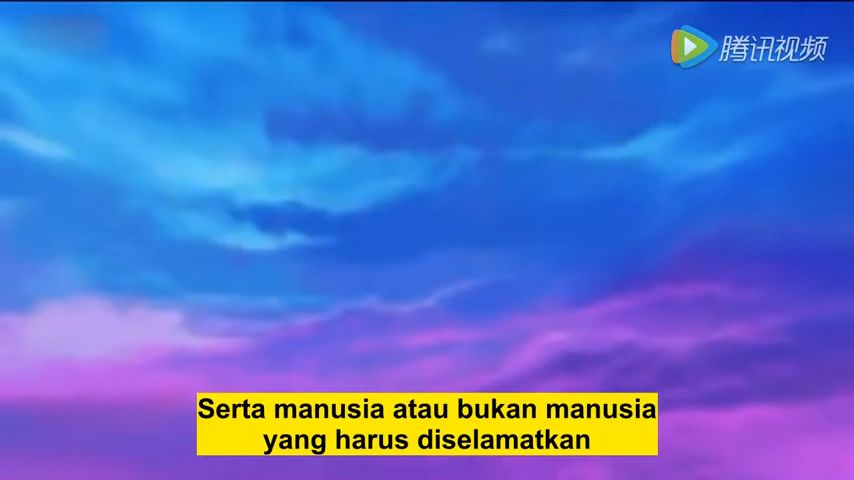 腾讯视频
Serta manusia atau bukan manusia
yang harus diselamatkan